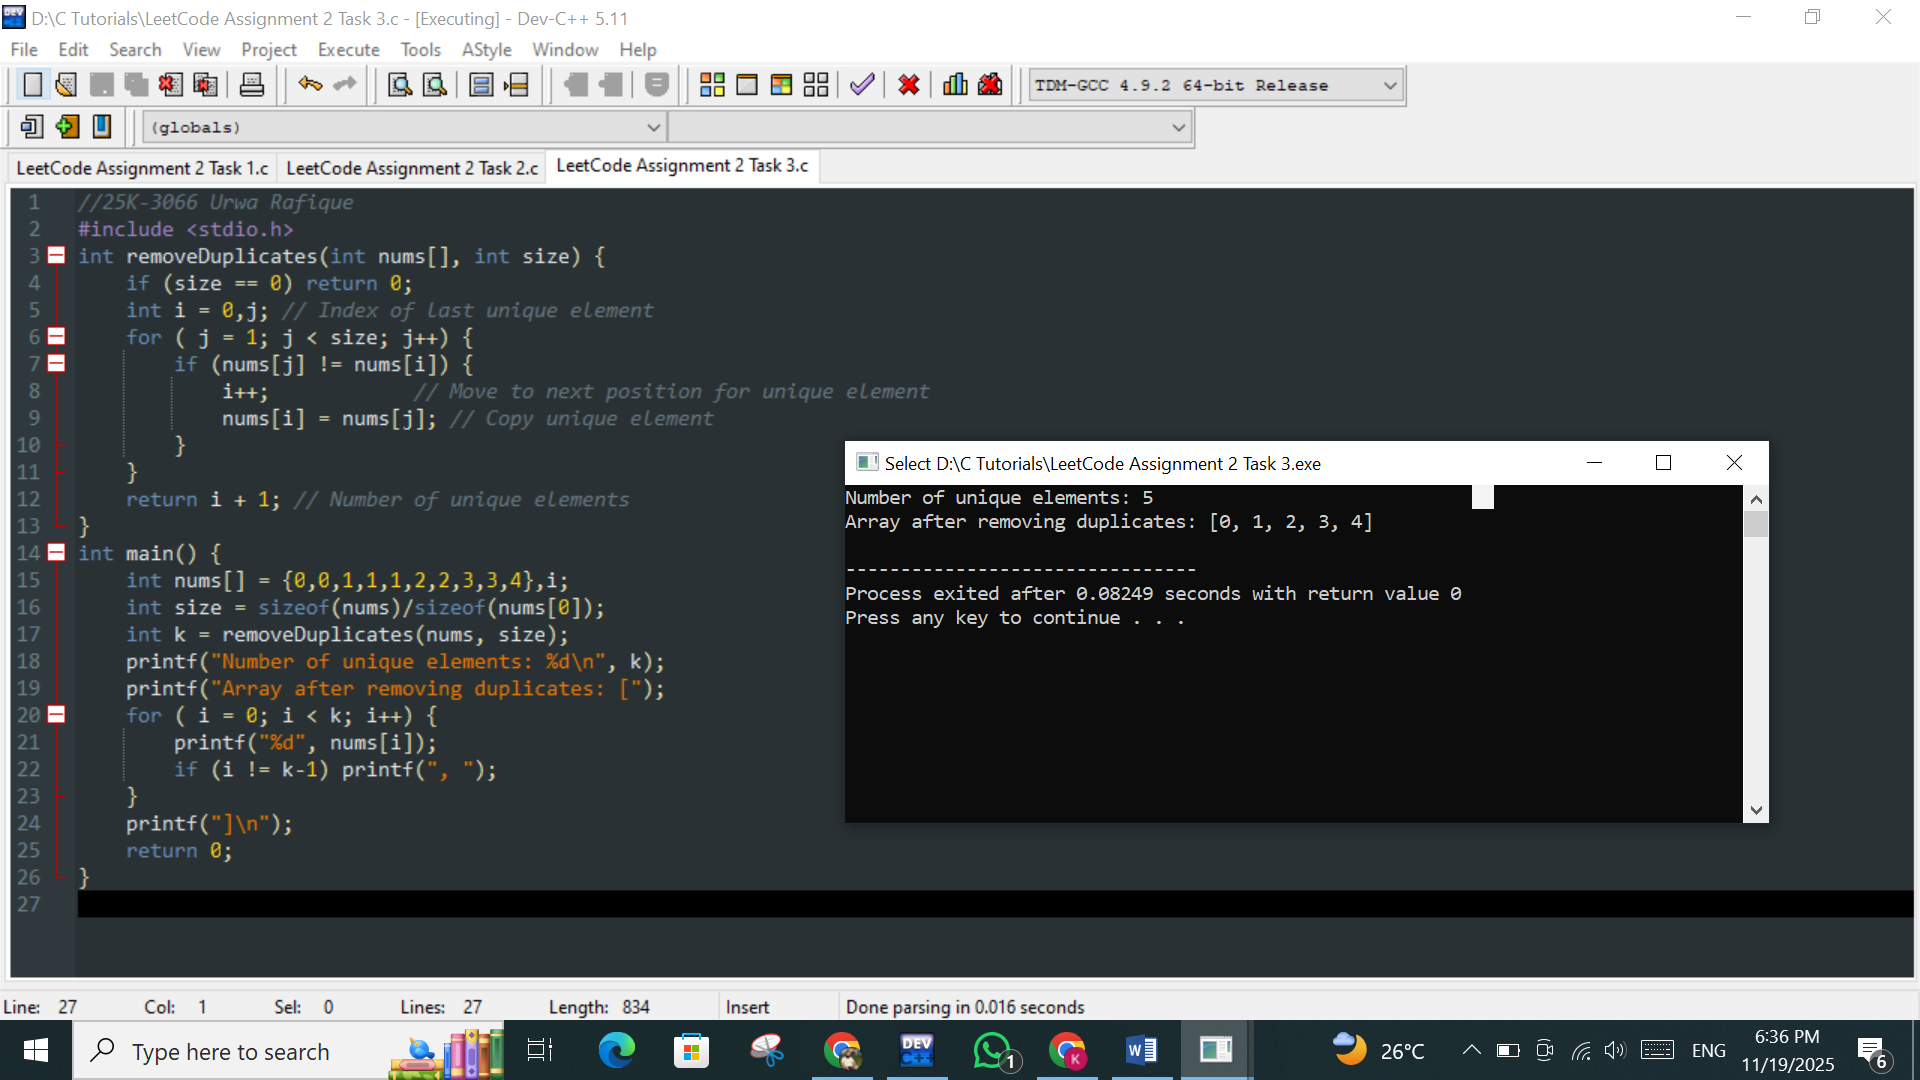 D:\C Tutorials\LeetCode Assignment 2 Task 3.c - [Executing] - Dev-C++ 5.11
File Edit Search View Project Execute Tools AStyle Window Help
TDM-GCC 4.9.2 64-bit Release
(globals)
LeetCode Assignment 2 Task 1.c LeetCode Assignment 2 Task 2.c LeetCode Assignment 2 Task 3.c
1 //25K-3066 Urwa Rafique
2 #include <stdio.h>
3 int removeDuplicates(int nums[], int size) {
4     if (size == 0) return 0;
5     int i = 0,j; // Index of last unique element
6     for ( j = 1; j < size; j++) {
7         if (nums[j] != nums[i]) {
8             i++;            // Move to next position for unique element
9             nums[i] = nums[j]; // Copy unique element
10         }
11     }
12     return i + 1; // Number of unique elements
13 }
14 int main() {
15     int nums[] = {0,0,1,1,1,2,2,3,3,4},i;
16     int size = sizeof(nums)/sizeof(nums[0]);
17     int k = removeDuplicates(nums, size);
18     printf("Number of unique elements: %d\n", k);
19     printf("Array after removing duplicates: [");
20     for ( i = 0; i < k; i++) {
21         printf("%d", nums[i]);
22         if (i != k-1) printf(", ");
23     }
24     printf("]\n");
25     return 0;
26 }
27
Select D:\C Tutorials\LeetCode Assignment 2 Task 3.exe
Number of unique elements: 5
Array after removing duplicates: [0, 1, 2, 3, 4]
--------------------------------
Process exited after 0.08249 seconds with return value 0
Press any key to continue . . .
Line: 27 Col: 1 Sel: 0 Lines: 27 Length: 834 Insert Done parsing in 0.016 seconds
Type here to search
DEV C++
1
K
W
26°C
ENG
6:36 PM
11/19/2025
6